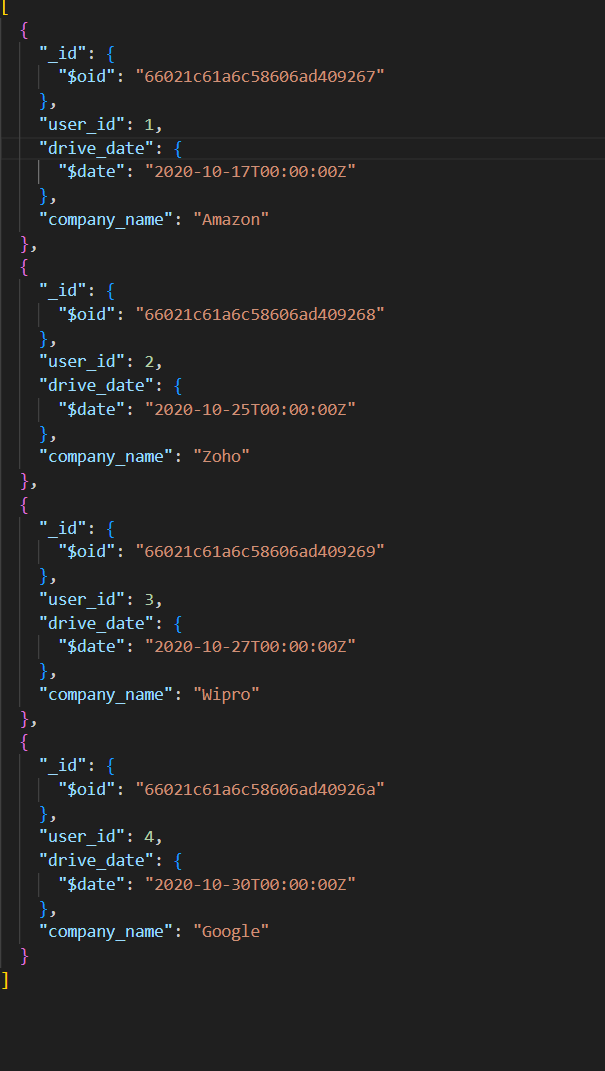 [
  {
    "_id": {
      "$oid": "66021c61a6c58606ad409267"
    },
    "user_id": 1,
    "drive_date": {
      "$date": "2020-10-17T00:00:00Z"
    },
    "company_name": "Amazon"
  },
  {
    "_id": {
      "$oid": "66021c61a6c58606ad409268"
    },
    "user_id": 2,
    "drive_date": {
      "$date": "2020-10-25T00:00:00Z"
    },
    "company_name": "Zoho"
  },
  {
    "_id": {
      "$oid": "66021c61a6c58606ad409269"
    },
    "user_id": 3,
    "drive_date": {
      "$date": "2020-10-27T00:00:00Z"
    },
    "company_name": "Wipro"
  },
  {
    "_id": {
      "$oid": "66021c61a6c58606ad40926a"
    },
    "user_id": 4,
    "drive_date": {
      "$date": "2020-10-30T00:00:00Z"
    },
    "company_name": "Google"
  }
]